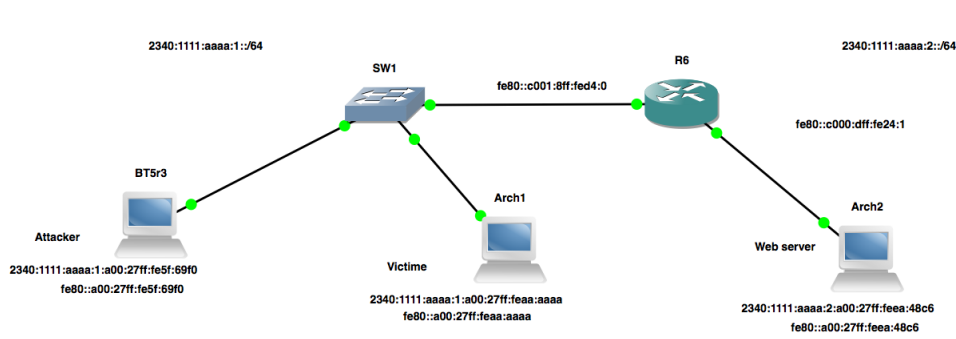 2340:1111:aaaa:1::/64
2340:1111:aaaa:2::/64
SW1
R6
fe80::c001:8ff:fed4:0
fe80::c000:dff:fe24:1
BT5r3
Arch1
Arch2
Attacker
Victime
Web server
2340:1111:aaaa:1:a00:27ff:fe5f:69f0
fe80::a00:27ff:fe5f:69f0
2340:1111:aaaa:1:a00:27ff:feaa:aaaa
fe80::a00:27ff:feaa:aaaa
2340:1111:aaaa:2:a00:27ff:feea:48c6
fe80::a00:27ff:feea:48c6